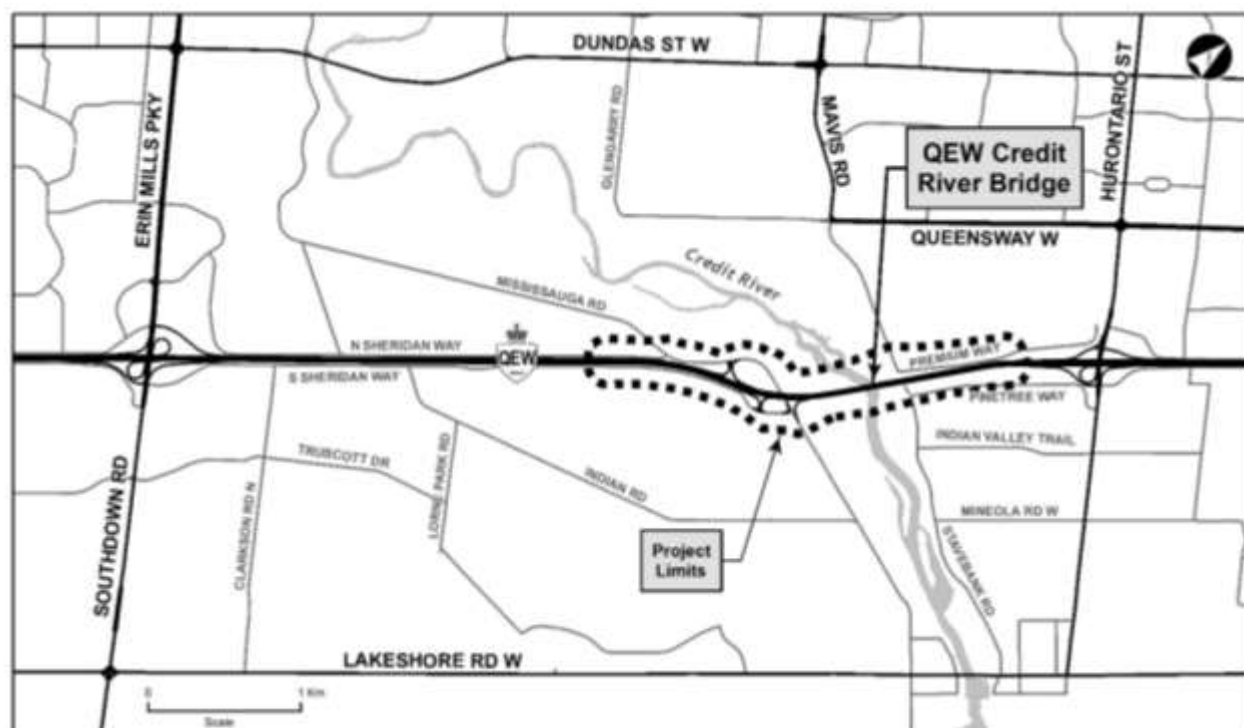 DUNDAS ST W
ERIN MILLS PKY
GLENGARRY RD
MAVIS RD
HURONTARIO ST
QEW Credit
River Bridge
QUEENSWAY W
Credit River
MISSISSAUGA RD
N SHERIDAN WAY
QEW
PREMIUM WAY
S SHERIDAN WAY
PINETREE WAY
INDIAN VALLEY TRAIL
TRUSCOTT DR
LORNE PARK RD
INDIAN RD
CLARKSON RD N
SOUTHDOWN RD
MINEOLA RD W
STAVEBANK RD
Project
Limits
LAKESHORE RD W
0
1 Km
Scale